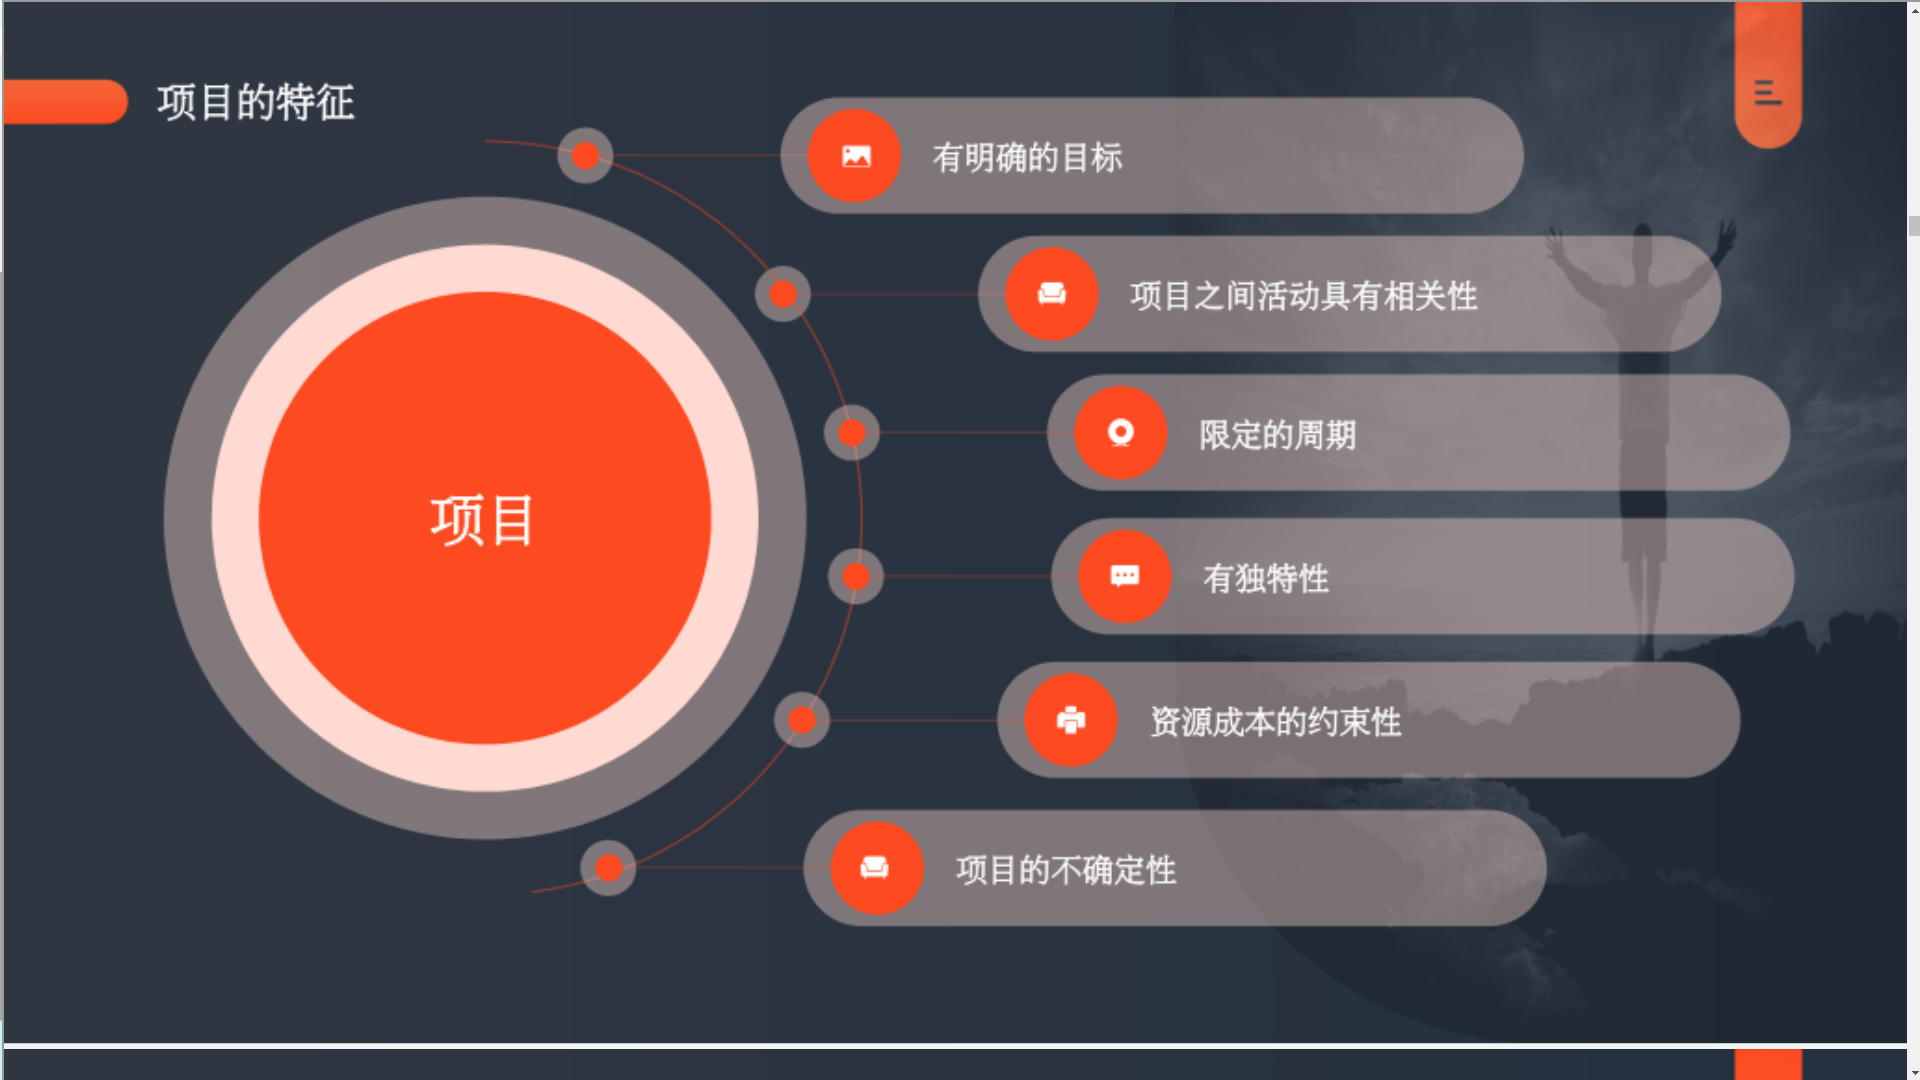 项目的特征
有明确的目标
项目之间活动具有相关性
限定的周期
项目
有独特性
资源成本的约束性
项目的不确定性